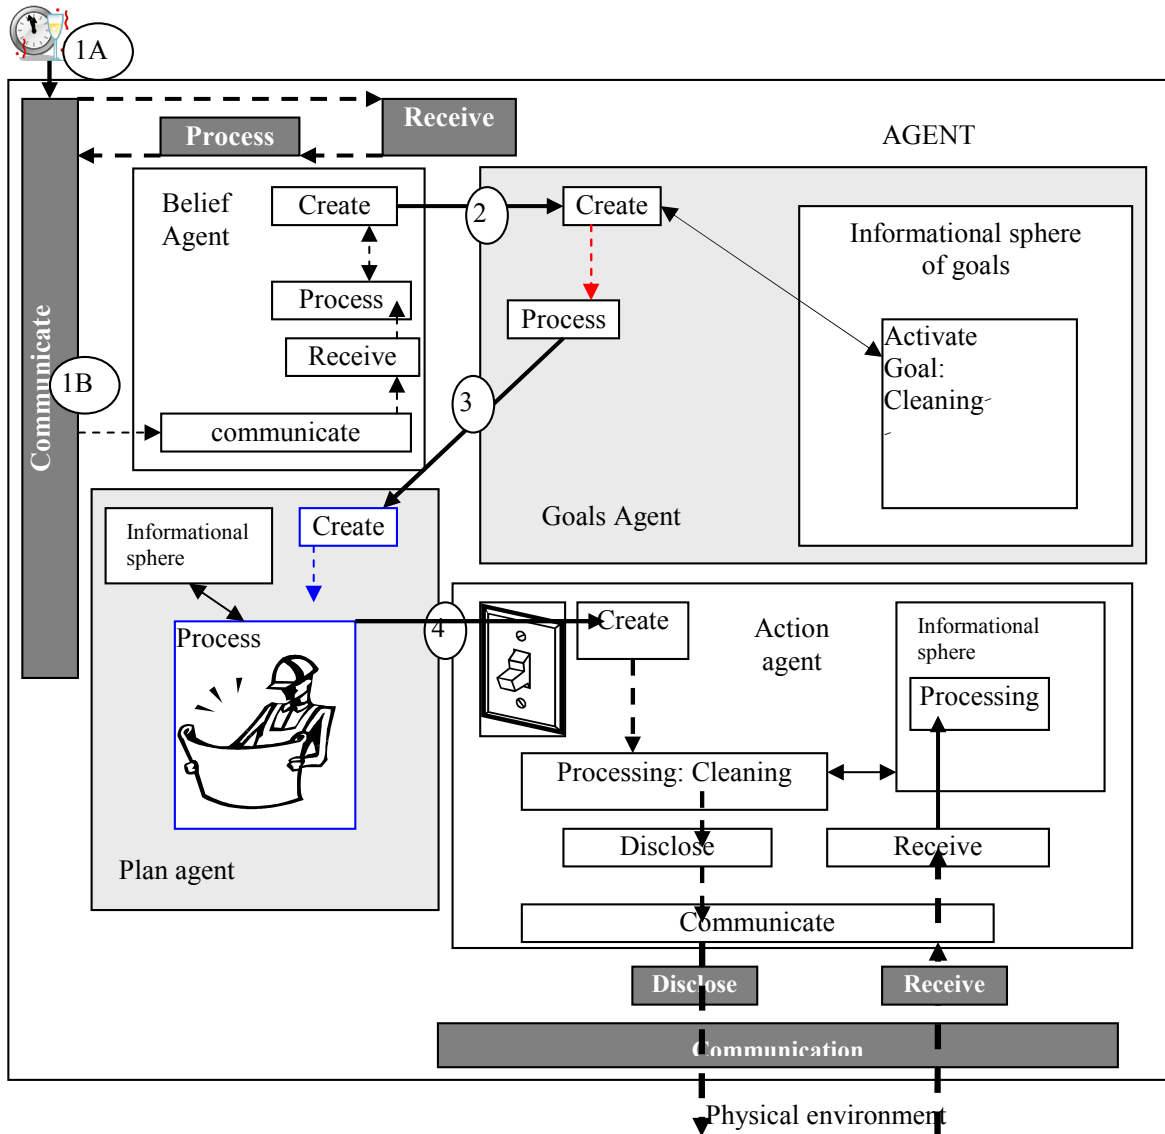 1A
Receive
Process
AGENT
Communicate
Belief
Agent
Create
2
Create
Informational sphere
of goals
Process
Process
Activate
Goal:
Cleaning
Receive
1B
3
communicate
Goals Agent
Informational
sphere
Create
4
Create
Action
agent
Informational
sphere
Process
Processing
Processing: Cleaning
Disclose
Receive
Plan agent
Communicate
Disclose
Receive
Communication
Physical environment